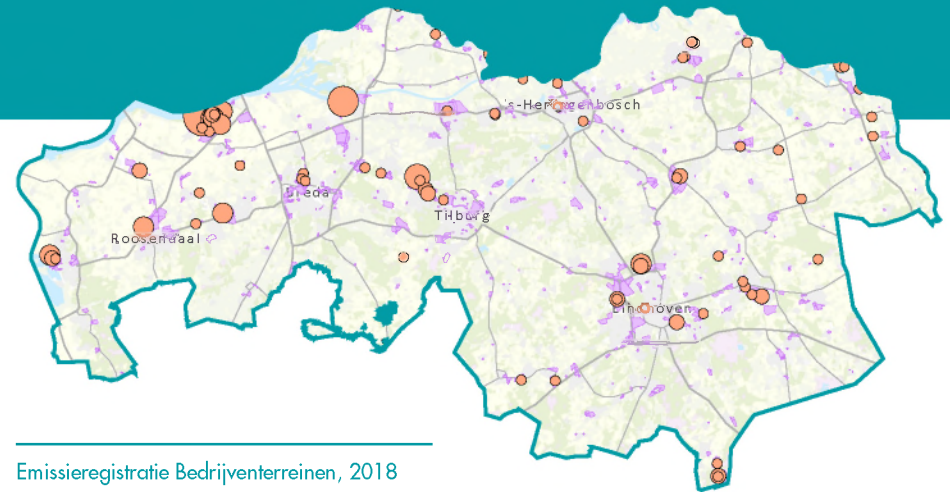 's-Hertogenbosch
Breda
Tilburg
Roosendaal
Eindhoven
Emissieregistratie Bedrijventerreinen, 2018